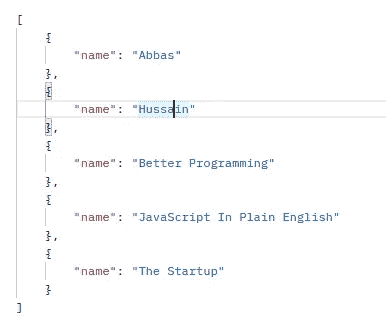 [
    {
        "name": "Abbas"
    },
    {
        "name": "Hussain"
    },
    {
        "name": "Better Programming"
    },
    {
        "name": "JavaScript In Plain English"
    },
    {
        "name": "The Startup"
    }
]